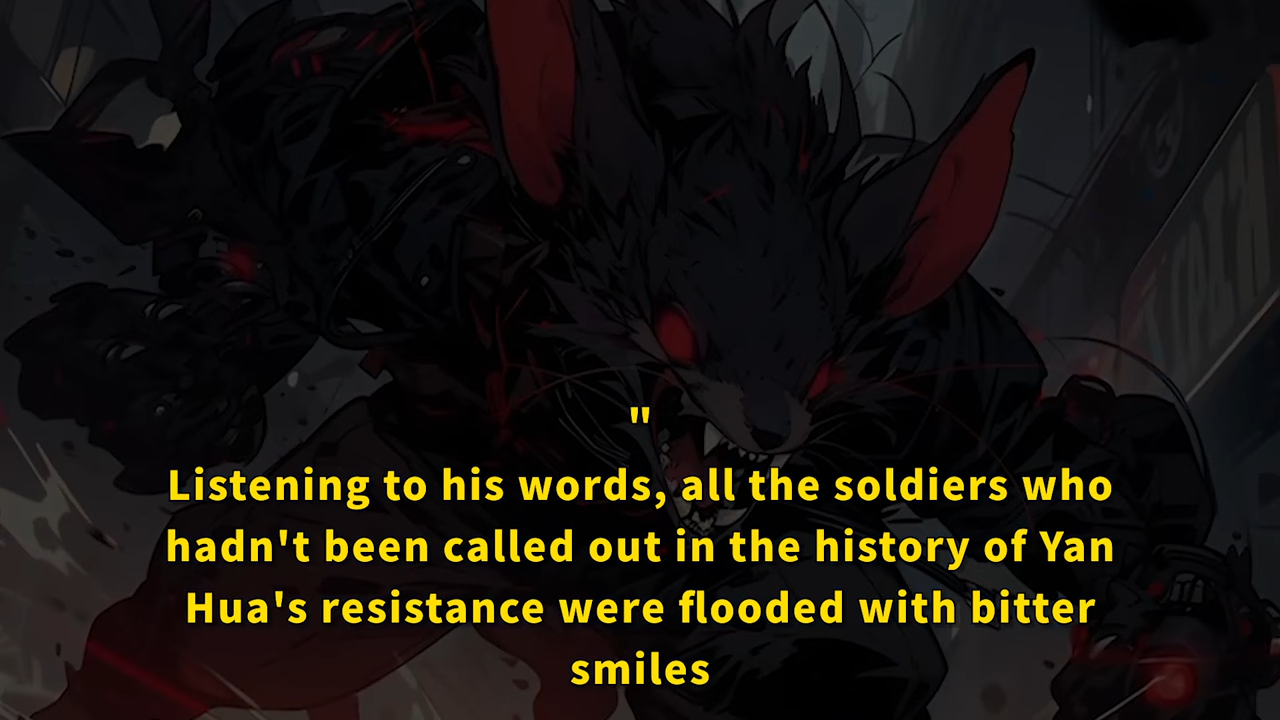 "
Listening to his words, all the soldiers who
hadn't been called out in the history of Yan
Hua's resistance were flooded with bitter
smiles